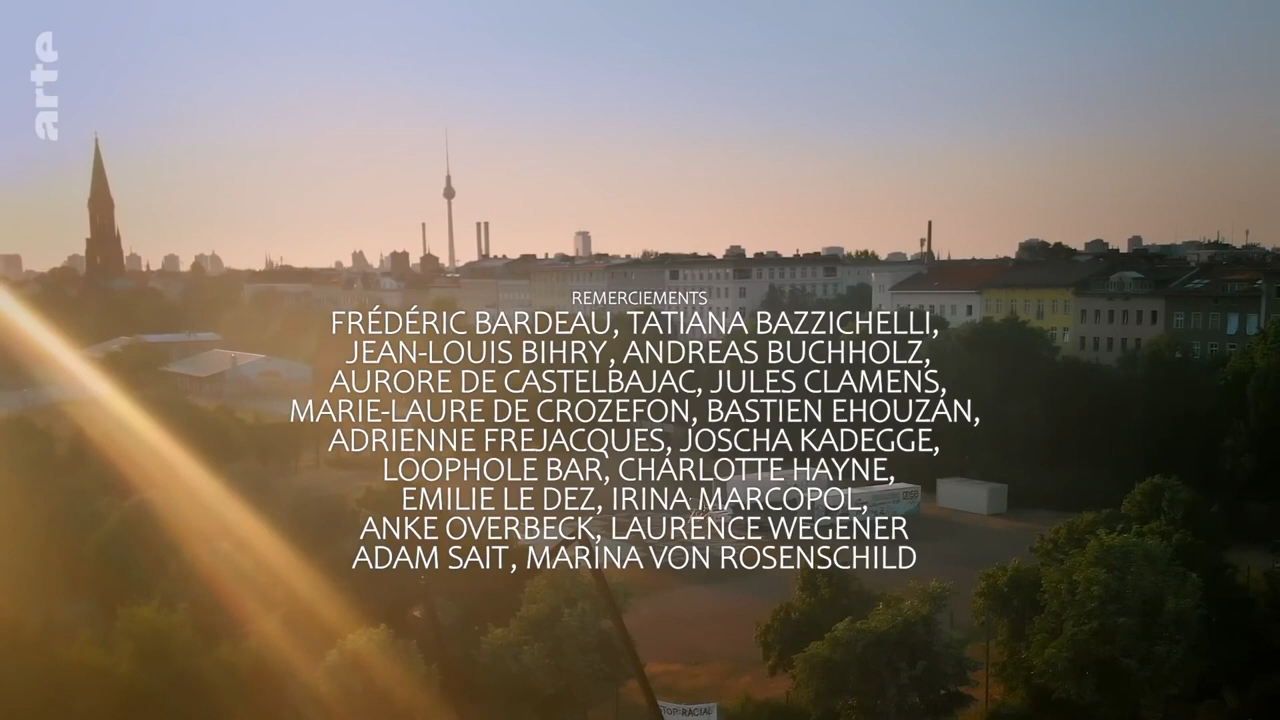 arte
REMERCIEMENTS
FRÉDÉRIC BARDEAU, TATIANA BAZZICHELLI,
JEAN-LOUIS BIHRY, ANDREAS BUCHHOLZ,
AURORE DE CASTELBAJAC, JULES CLAMENS,
MARIE-LAURE DE CROZEFON, BASTIEN EHOUZAN,
ADRIENNE FREJACQUES, JOSCHA KADEGGE,
LOOPHOLE BAR, CHARLOTTE HAYNE,
EMILIE LE DEZ, IRINA MARCOPOL,
ANKE OVERBECK, LAURENCE WEGENER
ADAM SAIT, MARINA VON ROSENSCHILD
STOP RACIAL